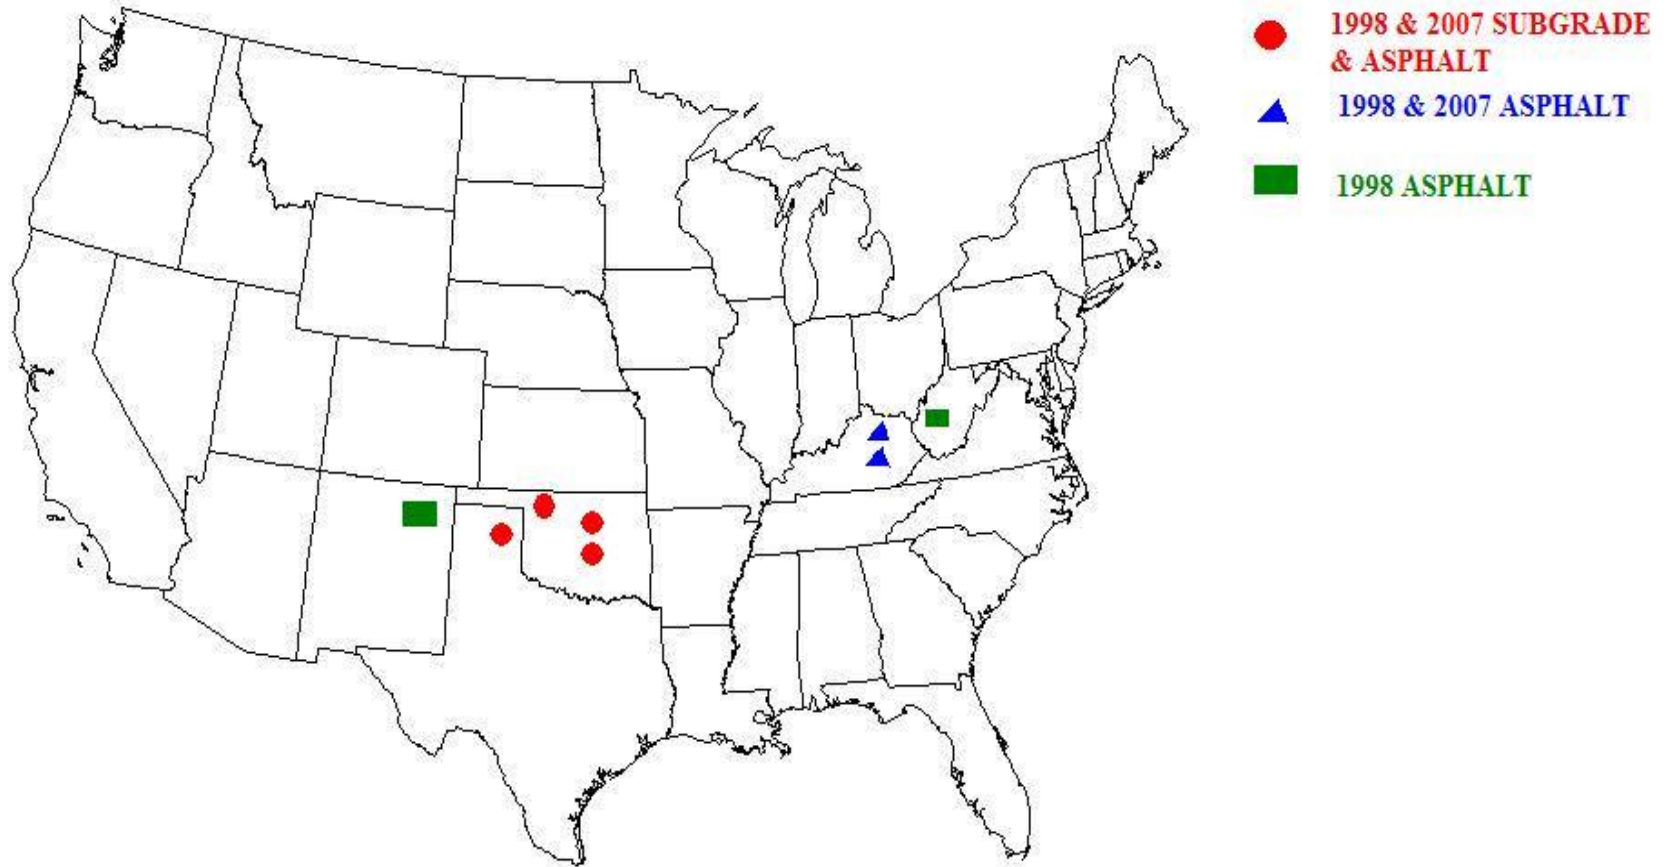 1998 & 2007 SUBGRADE
& ASPHALT
1998 & 2007 ASPHALT
1998 ASPHALT